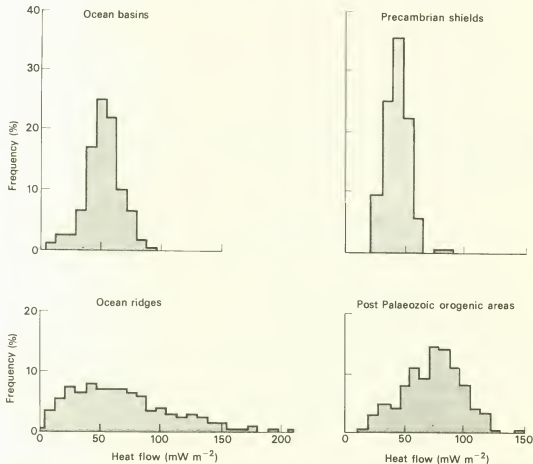 Ocean basins
40
30
20
10
0
Frequency (%)
Precambrian shields
Ocean ridges
20
10
0
Frequency (%)
0
50
100
150
200
Heat flow (mW m⁻²)
Post Palaeozoic orogenic areas
0
50
100
150
Heat flow (mW m⁻²)